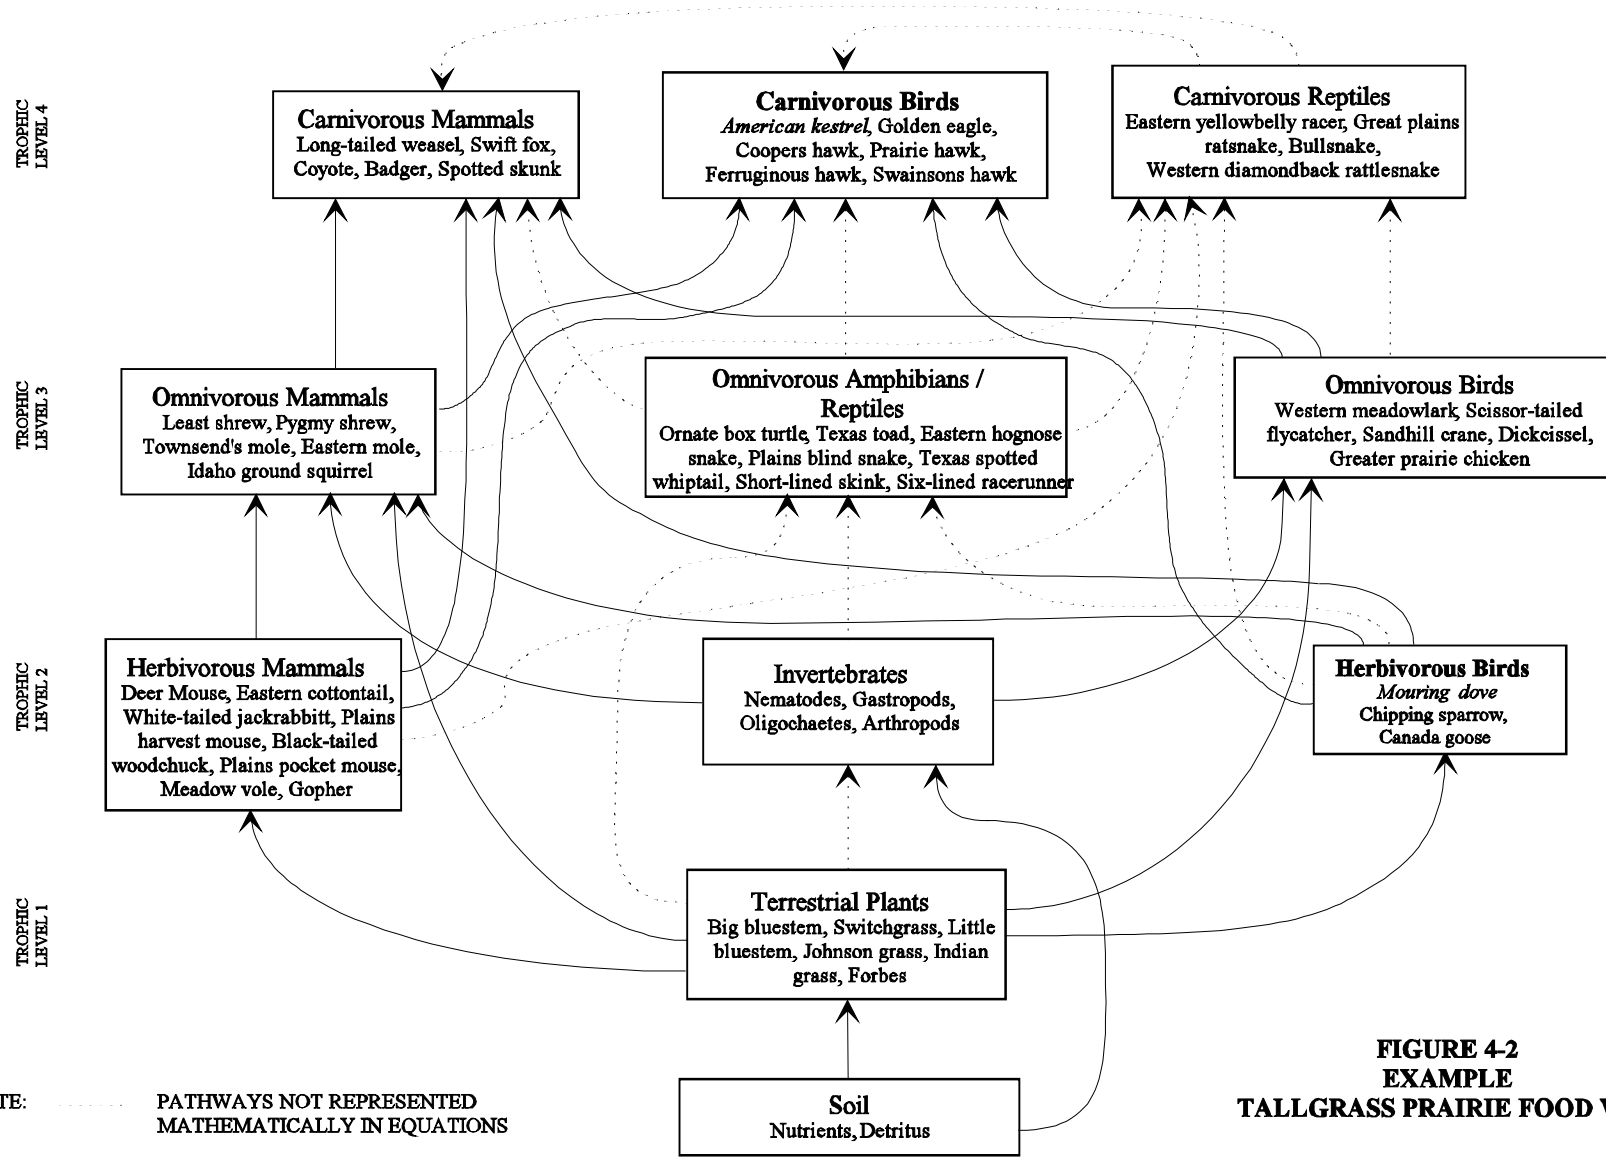 TROPHIC
LEVEL 4
Carnivorous Mammals
Long-tailed weasel, Swift fox,
Coyote, Badger, Spotted skunk
Carnivorous Birds
American kestrel, Golden eagle,
Coopers hawk, Prairie hawk,
Ferruginous hawk, Swainsons hawk
Carnivorous Reptiles
Eastern yellowbelly racer, Great plains
ratsnake, Bullsnake,
Western diamondback rattlesnake
TROPHIC
LEVEL 3
Omnivorous Mammals
Least shrew, Pygmy shrew,
Townsend's mole, Eastern mole,
Idaho ground squirrel
Omnivorous Amphibians /
Reptiles
Ornate box turtle, Texas toad, Eastern hognose
snake, Plains blind snake, Texas spotted
whiptail, Short-lined skink, Six-lined racerunner
Omnivorous Birds
Western meadowlark, Scissor-tailed
flycatcher, Sandhill crane, Dickcissel,
Greater prairie chicken
TROPHIC
LEVEL 2
Herbivorous Mammals
Deer Mouse, Eastern cottontail,
White-tailed jackrabbitt, Plains
harvest mouse, Black-tailed
woodchuck, Plains pocket mouse,
Meadow vole, Gopher
Invertebrates
Nematodes, Gastropods,
Oligochaetes, Arthropods
Herbivorous Birds
Mouring dove
Chipping sparrow,
Canada goose
TROPHIC
LEVEL 1
Terrestrial Plants
Big bluestem, Switchgrass, Little
bluestem, Johnson grass, Indian
grass, Forbes
Soil
Nutrients, Detritus
TE:
PATHWAYS NOT REPRESENTED
MATHEMATICALLY IN EQUATIONS
FIGURE 4-2
EXAMPLE
TALLGRASS PRAIRIE FOOD